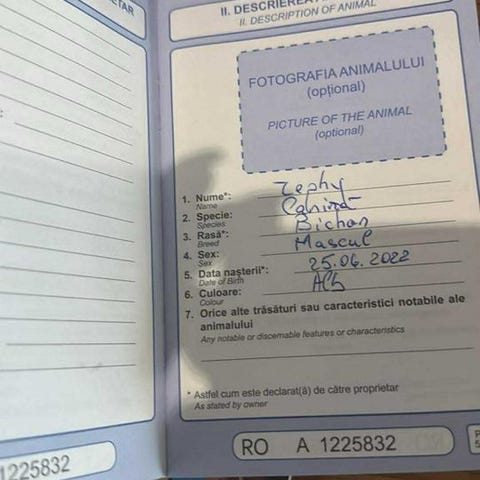 ETAR
II. DESCRIEREA
II. DESCRIPTION OF ANIMAL
FOTOGRAFIA ANIMALULUI
(opțional)
PICTURE OF THE ANIMAL
(optional)
1. Nume*: Zephy
Name
2. Specie: Canină
Species
3. Rasă*: Bichon
Breed
4. Sex: Mascul
Sex
5. Data nașterii*: 25.06.2022
Date of Birth
6. Culoare: Alb
Colour
7. Orice alte trăsături sau caracteristici notabile ale
animalului
Any notable or discernable features or characteristics
* Astfel cum este declarat(ă) de către proprietar
As stated by owner
RO A 1225832
1225832